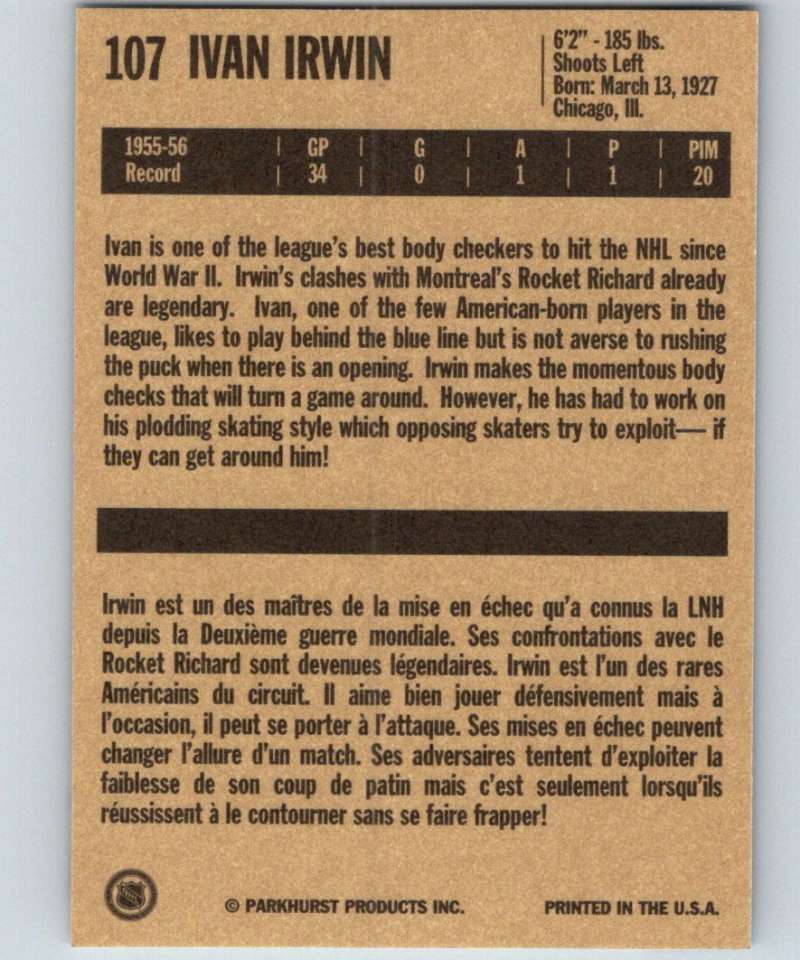 107 IVAN IRWIN
6'2" - 185 lbs.
Shoots Left
Born: March 13, 1927
Chicago, Ill.
1955-56 | GP | G | A | P | PIM
Record | 34 | 0 | 1 | 1 | 20
Ivan is one of the league's best body checkers to hit the NHL since
World War II. Irwin's clashes with Montreal's Rocket Richard already
are legendary. Ivan, one of the few American-born players in the
league, likes to play behind the blue line but is not averse to rushing
the puck when there is an opening. Irwin makes the momentous body
checks that will turn a game around. However, he has had to work on
his plodding skating style which opposing skaters try to exploit— if
they can get around him!
Irwin est un des maîtres de la mise en échec qu'a connus la LNH
depuis la Deuxième guerre mondiale. Ses confrontations avec le
Rocket Richard sont devenues légendaires. Irwin est l'un des rares
Américains du circuit. Il aime bien jouer défensivement mais à
l'occasion, il peut se porter à l'attaque. Ses mises en échec peuvent
changer l'allure d'un match. Ses adversaires tentent d'exploiter la
faiblesse de son coup de patin mais c'est seulement lorsqu'ils
réussissent à le contourner sans se faire frapper!
NHL
© PARKHURST PRODUCTS INC.
PRINTED IN THE U.S.A.